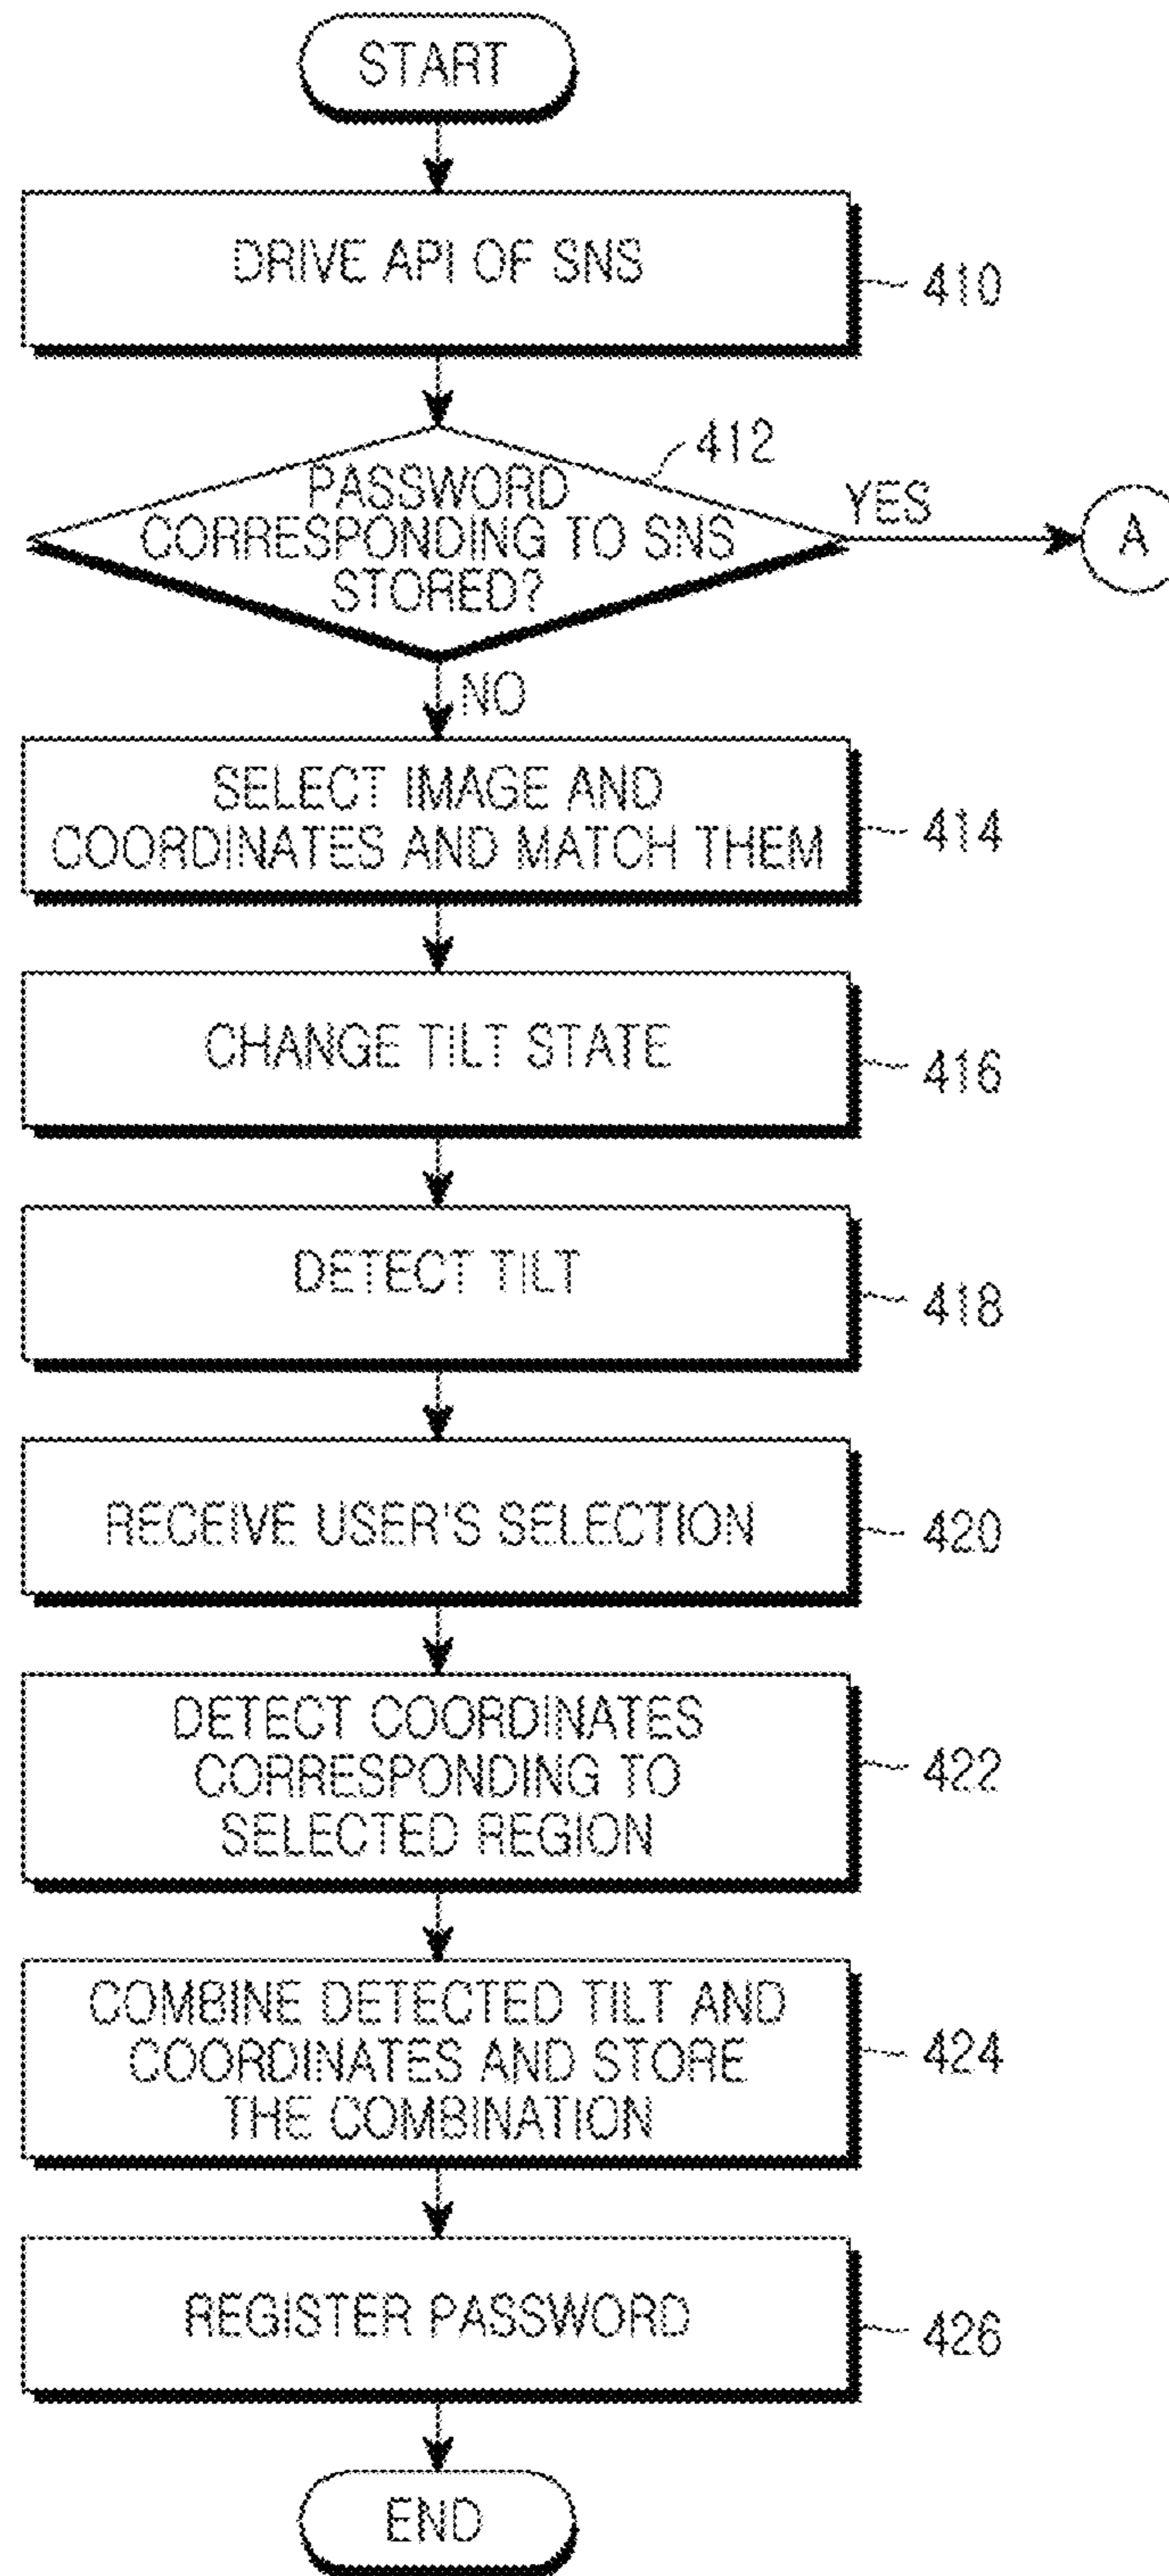 START
DRIVE API OF SNS
410
412
PASSWORD
CORRESPONDING TO SNS
STORED?
YES
A
NO
SELECT IMAGE AND
COORDINATES AND MATCH THEM
414
CHANGE TILT STATE
416
DETECT TILT
418
RECEIVE USER'S SELECTION
420
DETECT COORDINATES
CORRESPONDING TO
SELECTED REGION
422
COMBINE DETECTED TILT AND
COORDINATES AND STORE
THE COMBINATION
424
REGISTER PASSWORD
426
END